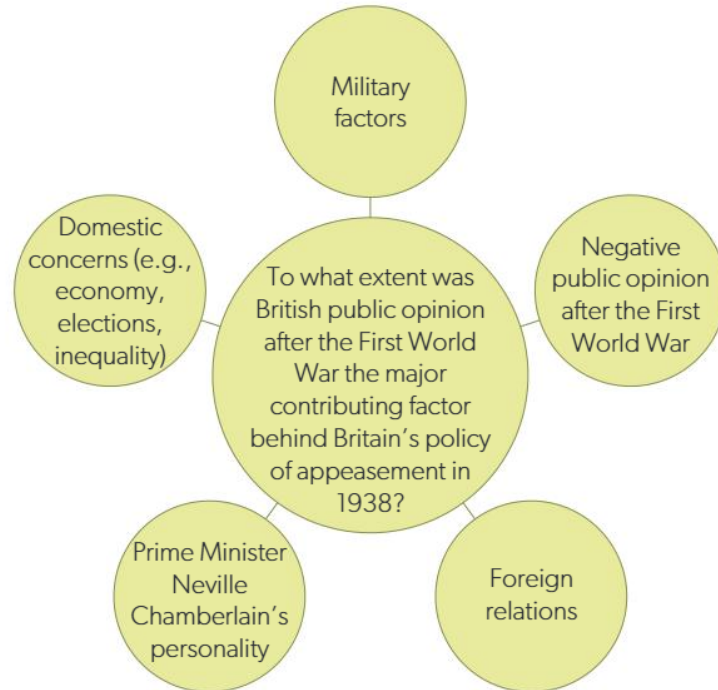 Military
factors
Domestic
concerns (e.g.,
economy,
elections,
inequality)
To what extent was
British public opinion
after the First World
War the major
contributing factor
behind Britain's policy
of appeasement in
1938?
Negative
public opinion
after the First
World War
Prime Minister
Neville
Chamberlain's
personality
Foreign
relations